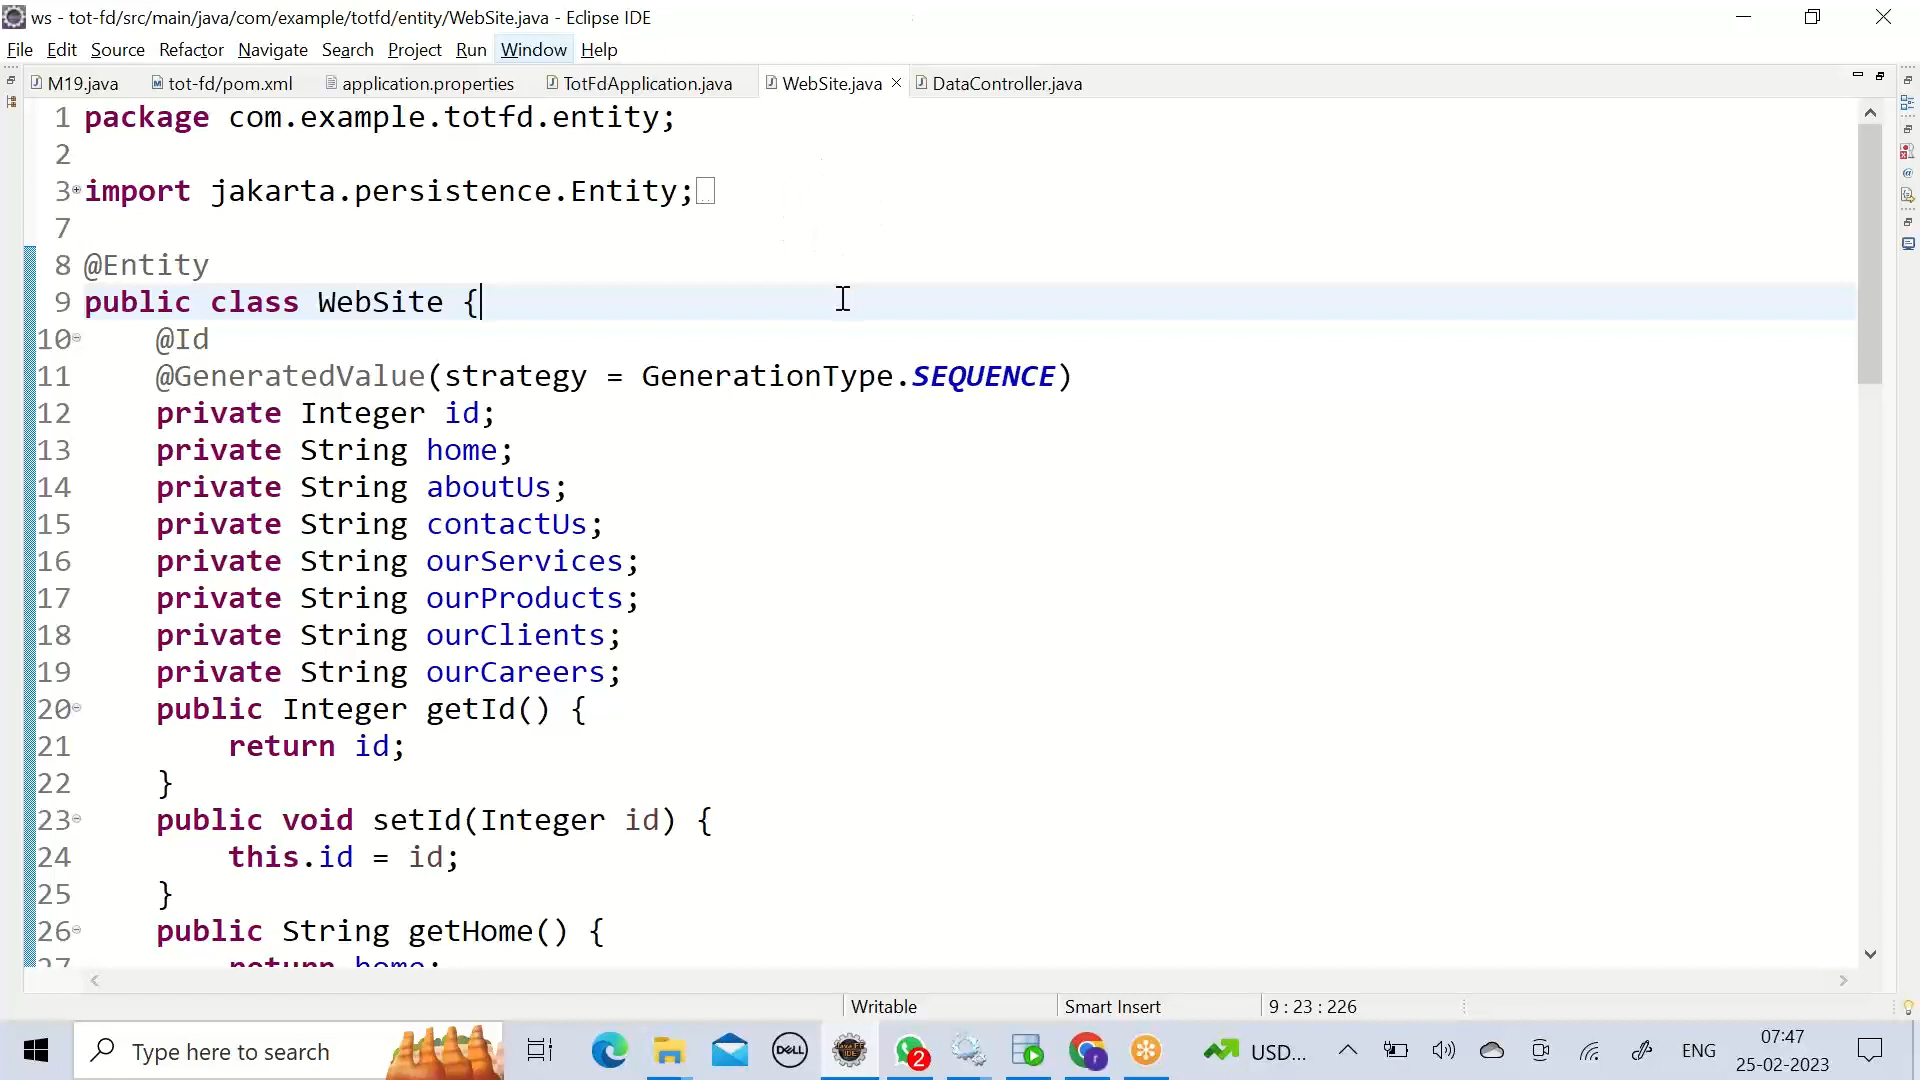 ws - tot-fd/src/main/java/com/example/totfd/entity/WebSite.java - Eclipse IDE
File Edit Source Refactor Navigate Search Project Run Window Help
M19.java tot-fd/pom.xml application.properties TotFdApplication.java WebSite.java DataController.java
1 package com.example.totfd.entity;
2
3 import jakarta.persistence.Entity;
7
8 @Entity
9 public class WebSite {
10 @Id
11 @GeneratedValue(strategy = GenerationType.SEQUENCE)
12 private Integer id;
13 private String home;
14 private String aboutUs;
15 private String contactUs;
16 private String ourServices;
17 private String ourProducts;
18 private String ourClients;
19 private String ourCareers;
20 public Integer getId() {
21 return id;
22 }
23 public void setId(Integer id) {
24 this.id = id;
25 }
26 public String getHome() {
27 return home;
Writable Smart Insert 9 : 23 : 226
Type here to search DELL 2 USD... ENG 07:47
25-02-2023